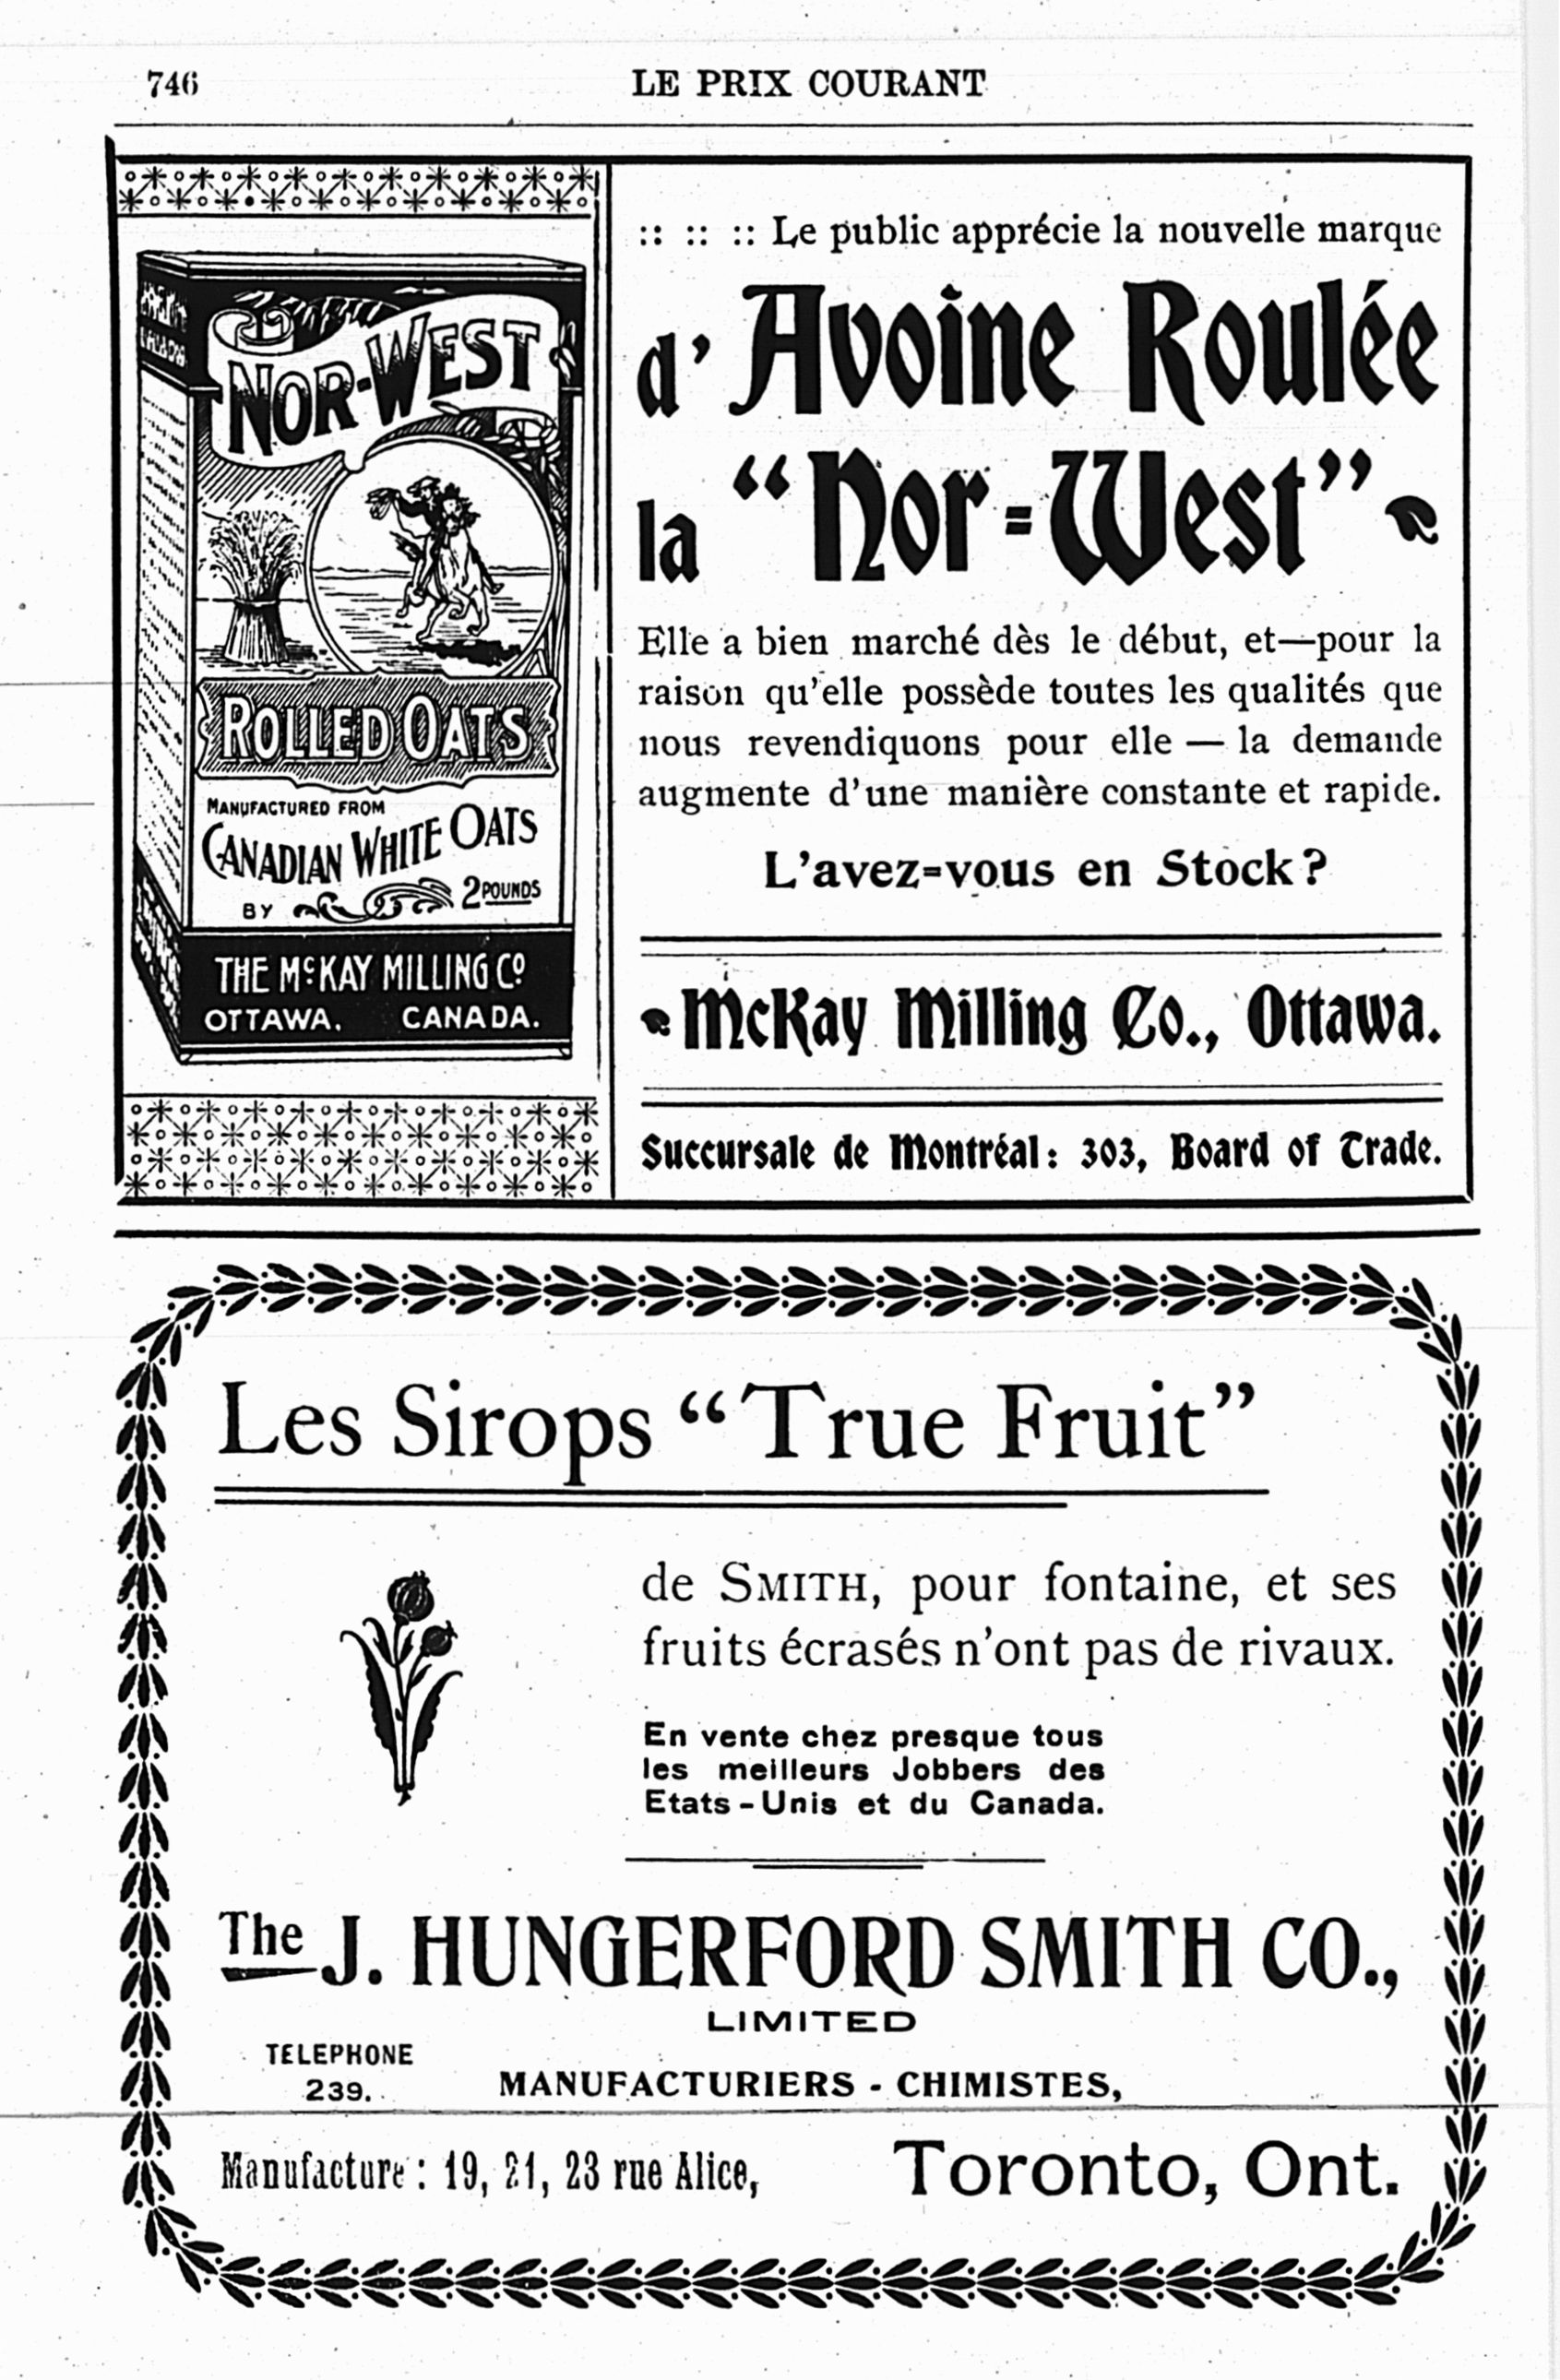 746
LE PRIX COURANT
NOR-WEST
ROLLED OATS
MANUFACTURED FROM
CANADIAN WHITE OATS
BY 2 POUNDS
THE McKAY MILLING Co
OTTAWA. CANADA.
:: :: :: Le public apprécie la nouvelle marque
d'Avoine Roulée
la "Nor=West"
Elle a bien marché dès le début, et—pour la
raison qu'elle possède toutes les qualités que
nous revendiquons pour elle — la demande
augmente d'une manière constante et rapide.
L'avez=vous en Stock?
McKay Milling Co., Ottawa.
Succursale de Montréal: 303, Board of Trade.
Les Sirops "True Fruit"
de SMITH, pour fontaine, et ses
fruits écrasés n'ont pas de rivaux.
En vente chez presque tous
les meilleurs Jobbers des
Etats-Unis et du Canada.
The J. HUNGERFORD SMITH CO.,
LIMITED
TELEPHONE
239.
MANUFACTURIERS - CHIMISTES,
Manufacture: 19, 21, 23 rue Alice,
Toronto, Ont.